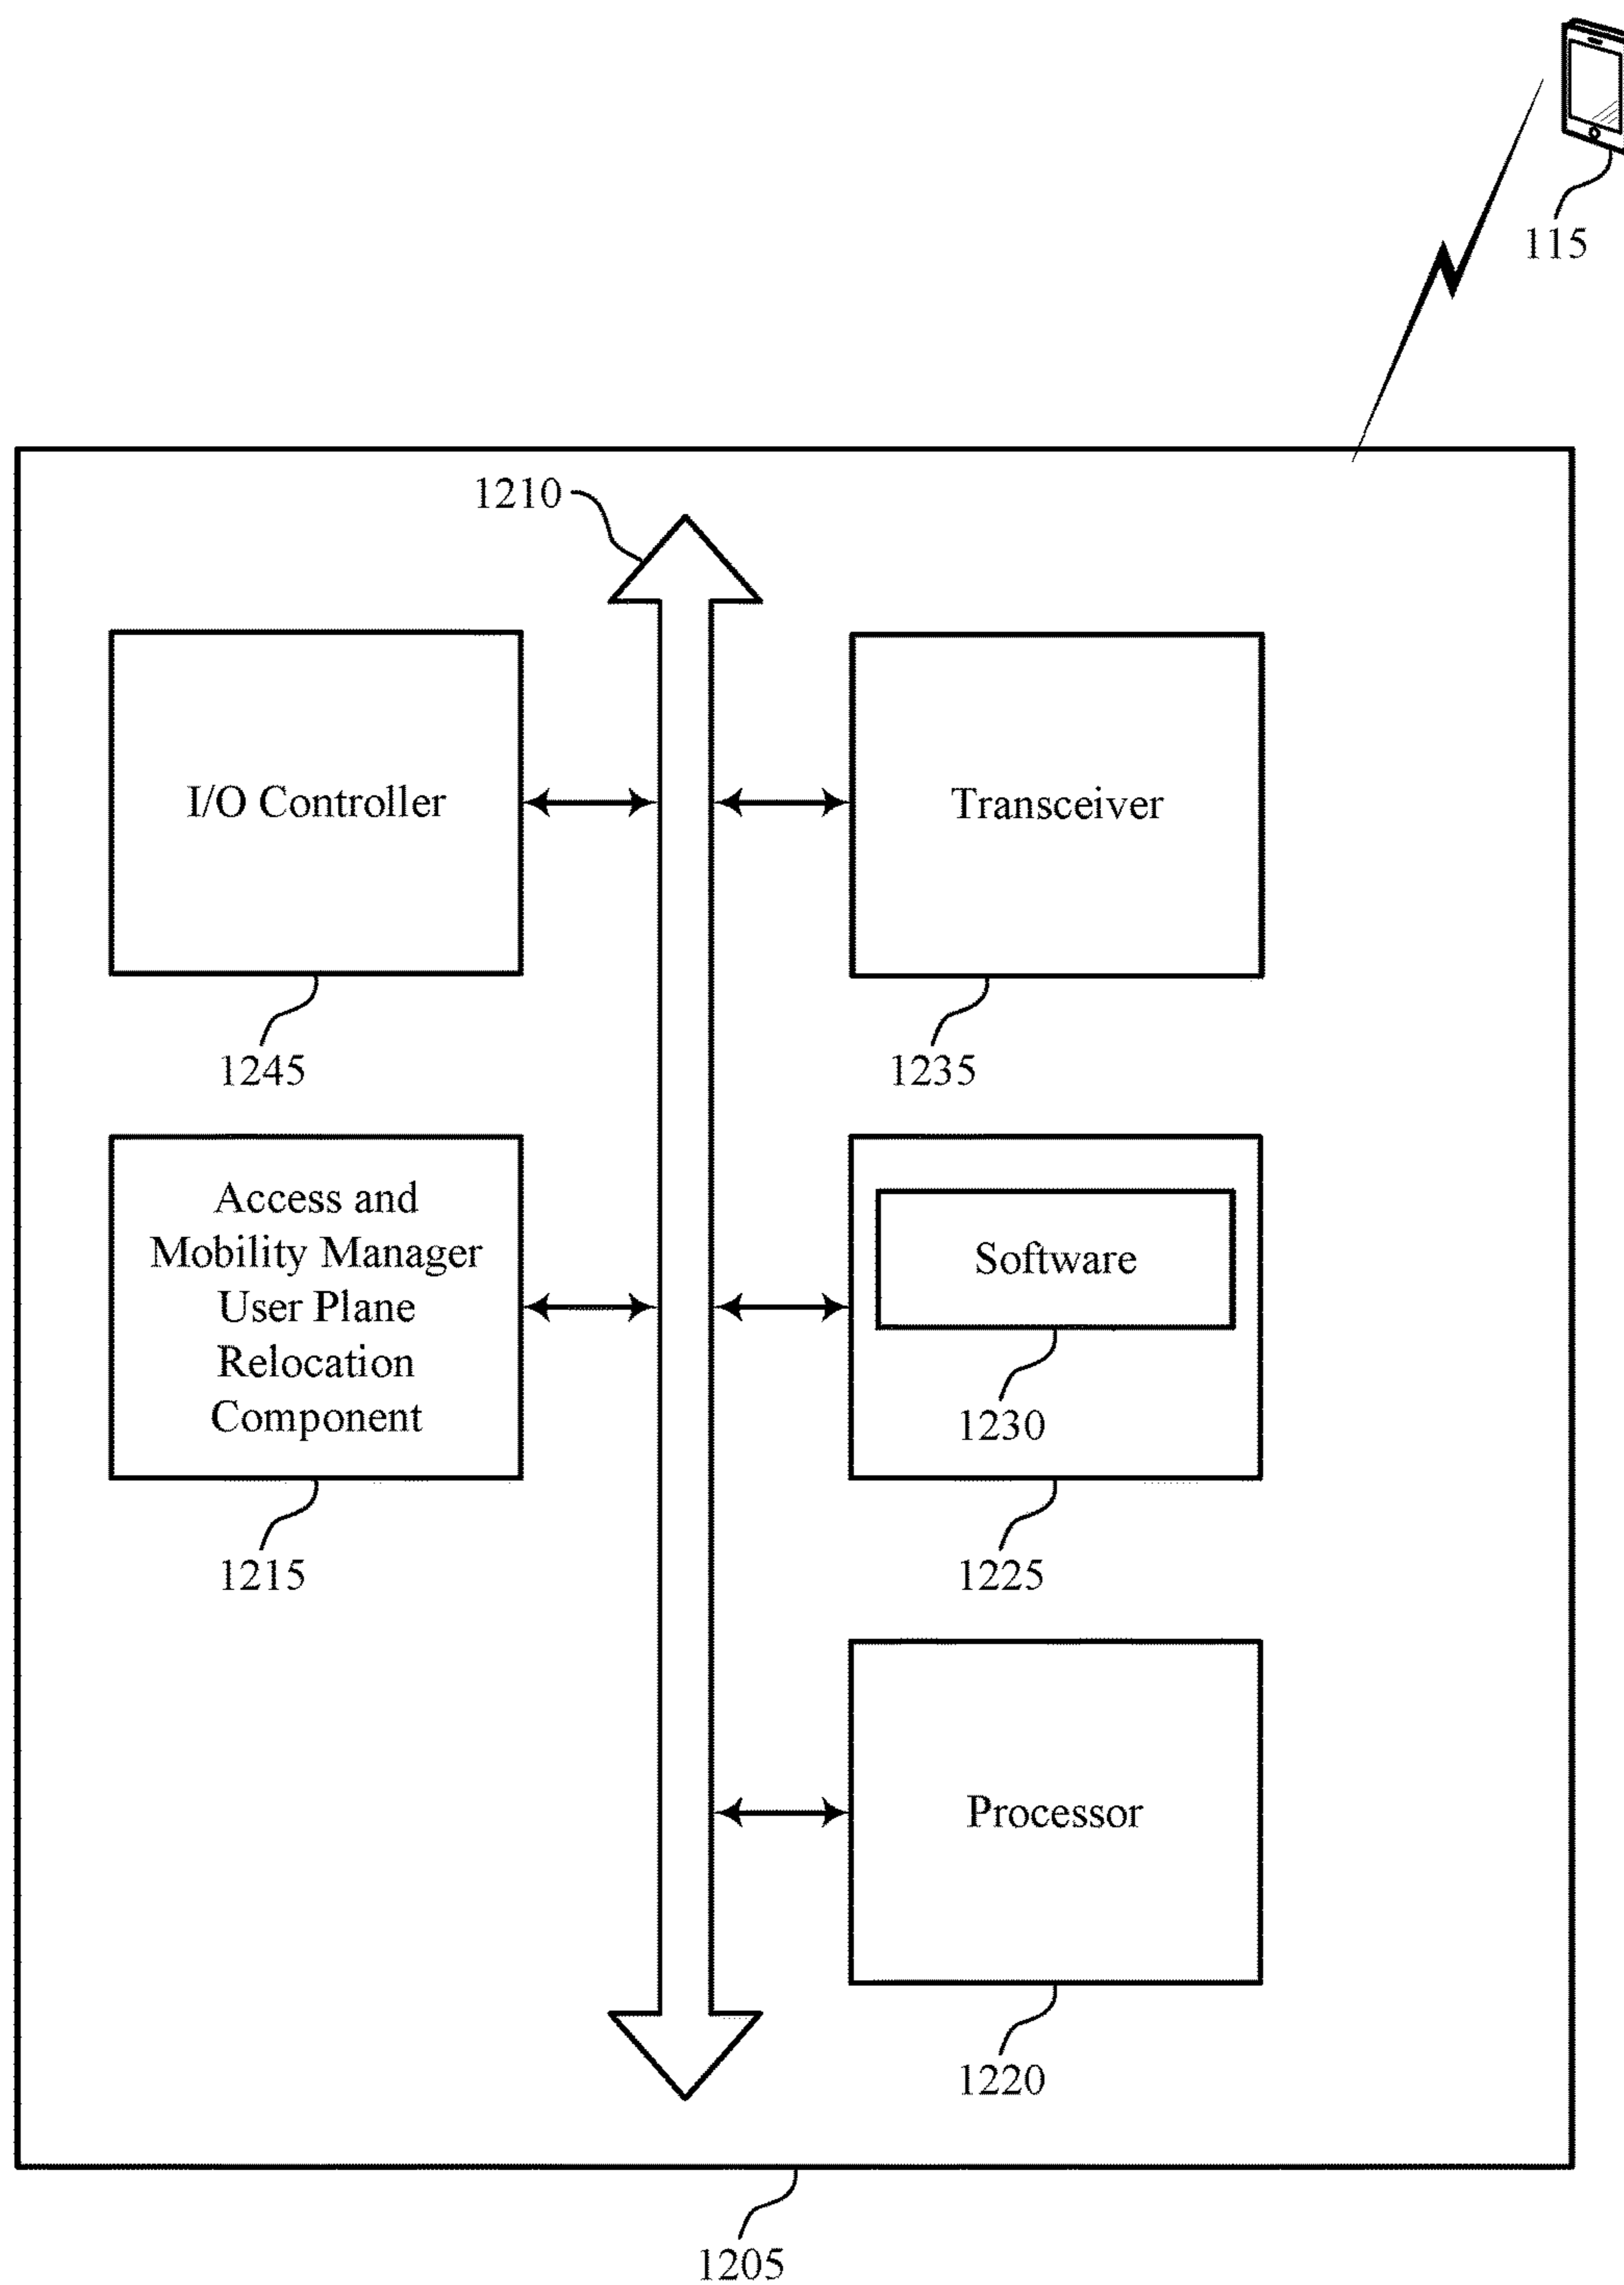 115
1210
I/O Controller
Transceiver
1245
1235
Access and
Mobility Manager
User Plane
Relocation
Component
Software
1230
1215
1225
Processor
1220
1205